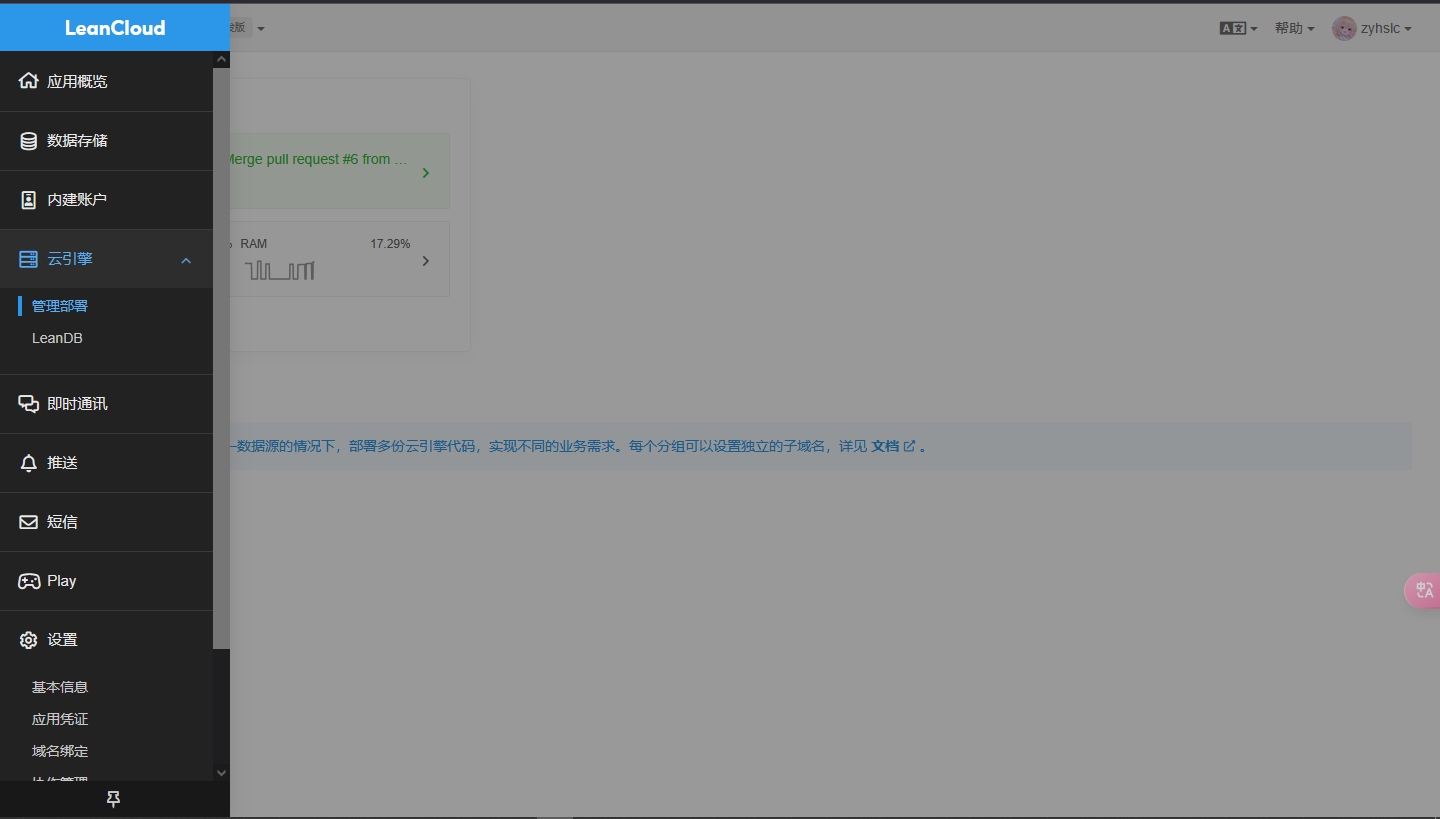 LeanCloud
发版
帮助
zyhslc
应用概览
数据存储
Merge pull request #6 from ...
内建账户
RAM
17.29%
云引擎
管理部署
LeanDB
即时通讯
一数据源的情况下，部署多份云引擎代码，实现不同的业务需求。每个分组可以设置独立的子域名，详见 文档 。
推送
短信
Play
设置
基本信息
应用凭证
域名绑定
协作管理